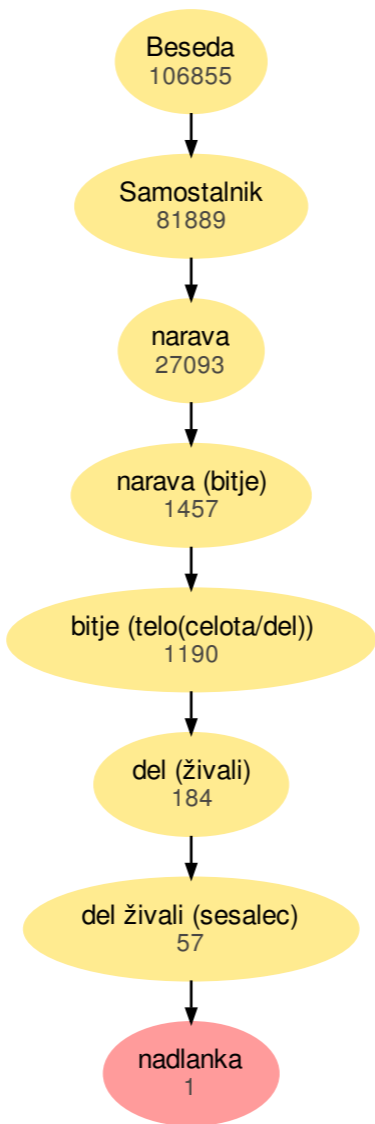 Beseda
106855
Samostalnik
81889
narava
27093
narava (bitje)
1457
bitje (telo(celota/del))
1190
del (živali)
184
del živali (sesalec)
57
nadlanka
1